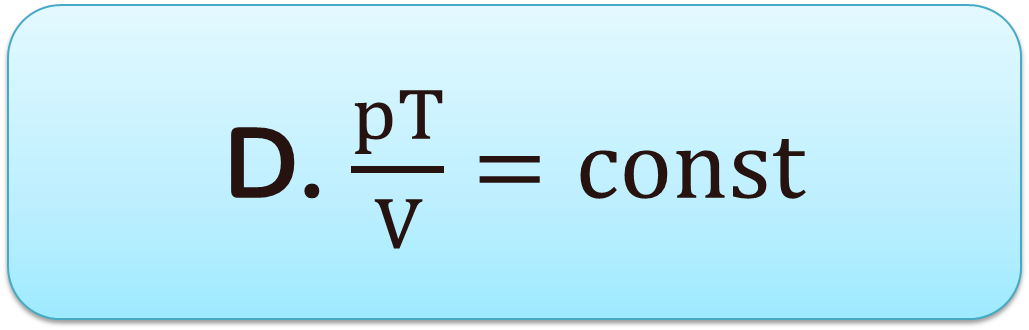 D. pT/V = const